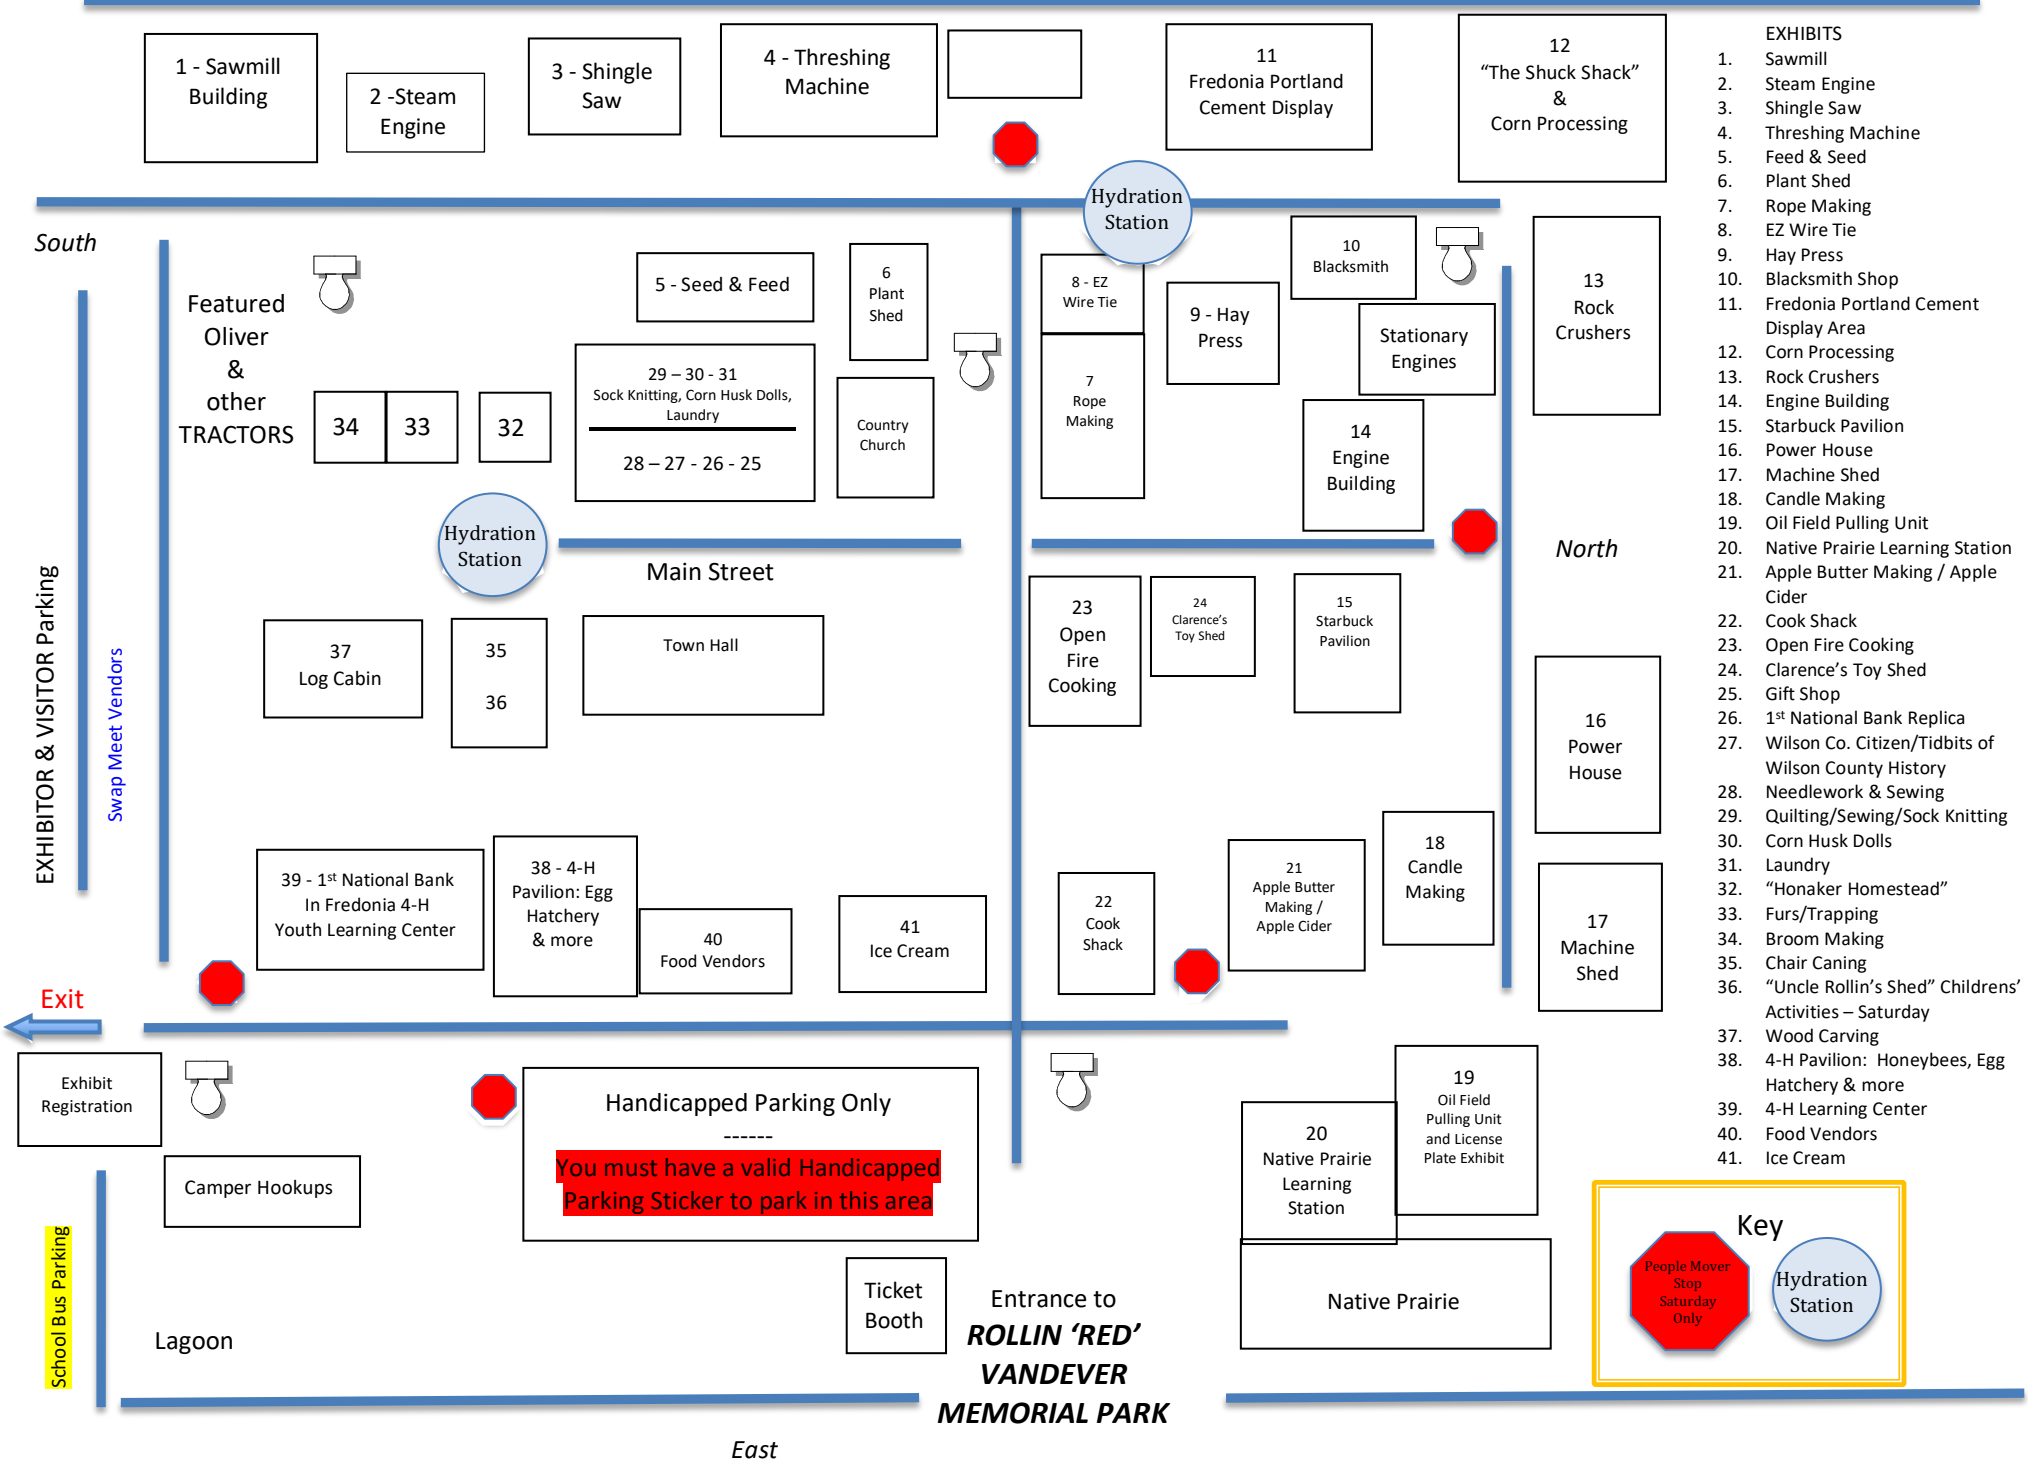 1 - Sawmill
Building
2 -Steam
Engine
3 - Shingle
Saw
4 - Threshing
Machine
11
Fredonia Portland
Cement Display
12
“The Shuck Shack”
&
Corn Processing
Hydration
Station
South
Featured
Oliver
&
other
TRACTORS
5 - Seed & Feed
6
Plant
Shed
8 - EZ
Wire Tie
9 - Hay
Press
10
Blacksmith
Stationary
Engines
13
Rock
Crushers
34
33
32
29 – 30 - 31
Sock Knitting, Corn Husk Dolls,
Laundry
28 – 27 - 26 - 25
Country
Church
7
Rope
Making
14
Engine
Building
Hydration
Station
Main Street
North
EXHIBITOR & VISITOR Parking
Swap Meet Vendors
37
Log Cabin
35
36
Town Hall
23
Open
Fire
Cooking
24
Clarence’s
Toy Shed
15
Starbuck
Pavilion
16
Power
House
39 - 1st National Bank
In Fredonia 4-H
Youth Learning Center
38 - 4-H
Pavilion: Egg
Hatchery
& more
40
Food Vendors
41
Ice Cream
22
Cook
Shack
21
Apple Butter
Making /
Apple Cider
18
Candle
Making
17
Machine
Shed
Exit
Exhibit
Registration
Camper Hookups
School Bus Parking
Lagoon
Handicapped Parking Only
------
You must have a valid Handicapped
Parking Sticker to park in this area
Ticket
Booth
Entrance to
ROLLIN ‘RED’
VANDEVER
MEMORIAL PARK
East
19
Oil Field
Pulling Unit
and License
Plate Exhibit
20
Native Prairie
Learning
Station
Native Prairie
EXHIBITS
1. Sawmill
2. Steam Engine
3. Shingle Saw
4. Threshing Machine
5. Feed & Seed
6. Plant Shed
7. Rope Making
8. EZ Wire Tie
9. Hay Press
10. Blacksmith Shop
11. Fredonia Portland Cement
Display Area
12. Corn Processing
13. Rock Crushers
14. Engine Building
15. Starbuck Pavilion
16. Power House
17. Machine Shed
18. Candle Making
19. Oil Field Pulling Unit
20. Native Prairie Learning Station
21. Apple Butter Making / Apple
Cider
22. Cook Shack
23. Open Fire Cooking
24. Clarence’s Toy Shed
25. Gift Shop
26. 1st National Bank Replica
27. Wilson Co. Citizen/Tidbits of
Wilson County History
28. Needlework & Sewing
29. Quilting/Sewing/Sock Knitting
30. Corn Husk Dolls
31. Laundry
32. “Honaker Homestead”
33. Furs/Trapping
34. Broom Making
35. Chair Caning
36. “Uncle Rollin’s Shed” Childrens’
Activities – Saturday
37. Wood Carving
38. 4-H Pavilion: Honeybees, Egg
Hatchery & more
39. 4-H Learning Center
40. Food Vendors
41. Ice Cream
Key
People Mover
Stop
Saturday
Only
Hydration
Station